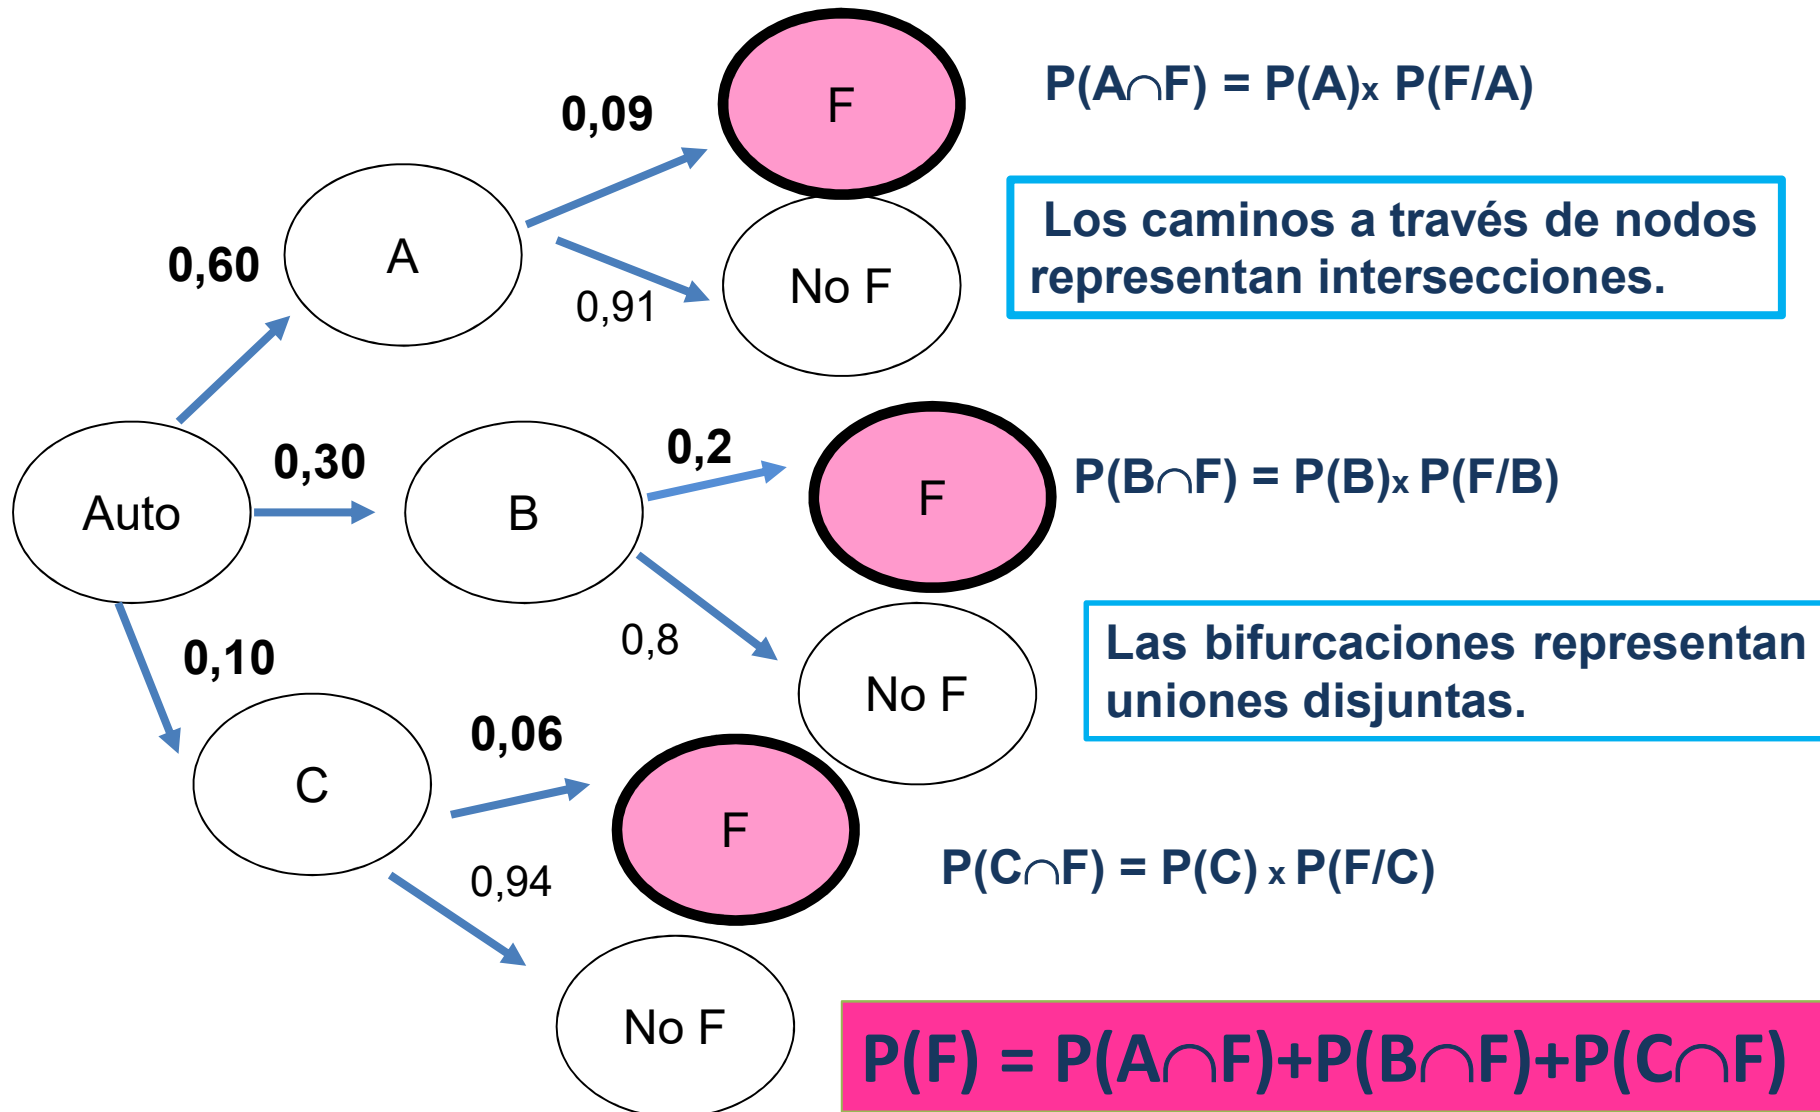 F
P(A∩F) = P(A)x P(F/A)
0,09
Los caminos a través de nodos
representan intersecciones.
A
0,60
No F
0,91
0,30
0,2
P(B∩F) = P(B)x P(F/B)
Auto
B
F
0,8
Las bifurcaciones representan
uniones disjuntas.
0,10
No F
0,06
C
F
P(C∩F) = P(C) x P(F/C)
0,94
No F
P(F) = P(A∩F)+P(B∩F)+P(C∩F)